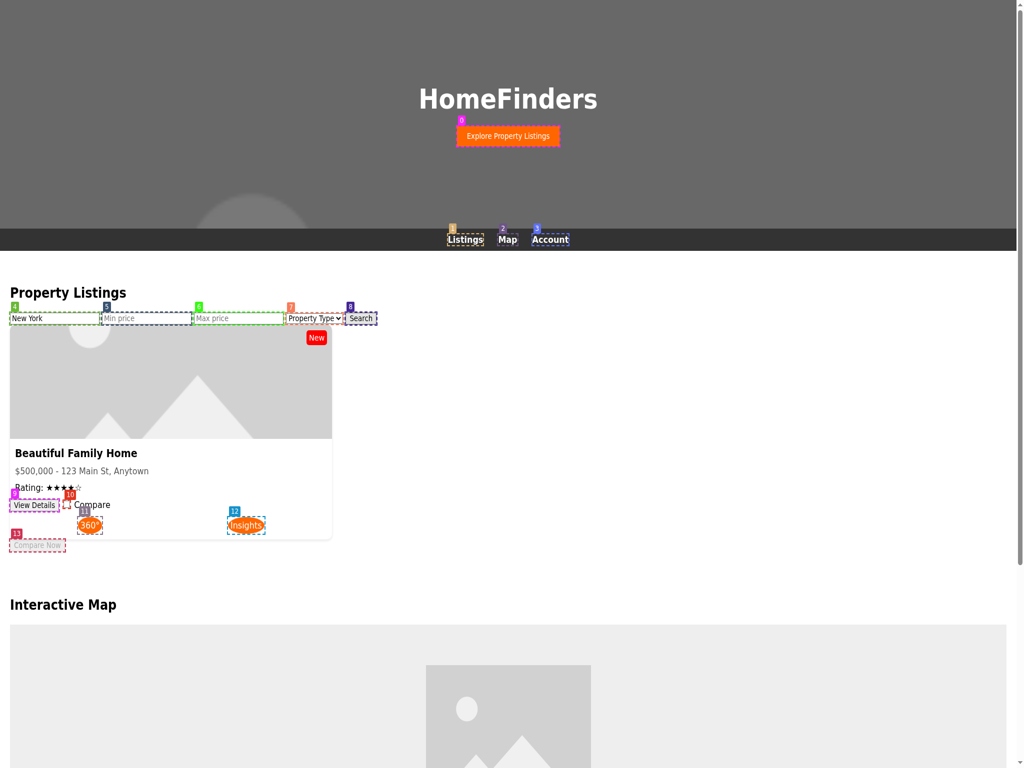 HomeFinders
0
Explore Property Listings
1 2 3
Listings Map Account
Property Listings
4 5 6 7 8
New York Min price Max price Property Type Search
New
Beautiful Family Home
$500,000 - 123 Main St, Anytown
Rating: ★★★★☆
9 10
View Details Compare
11 12
360° Insights
13
Compare Now
Interactive Map